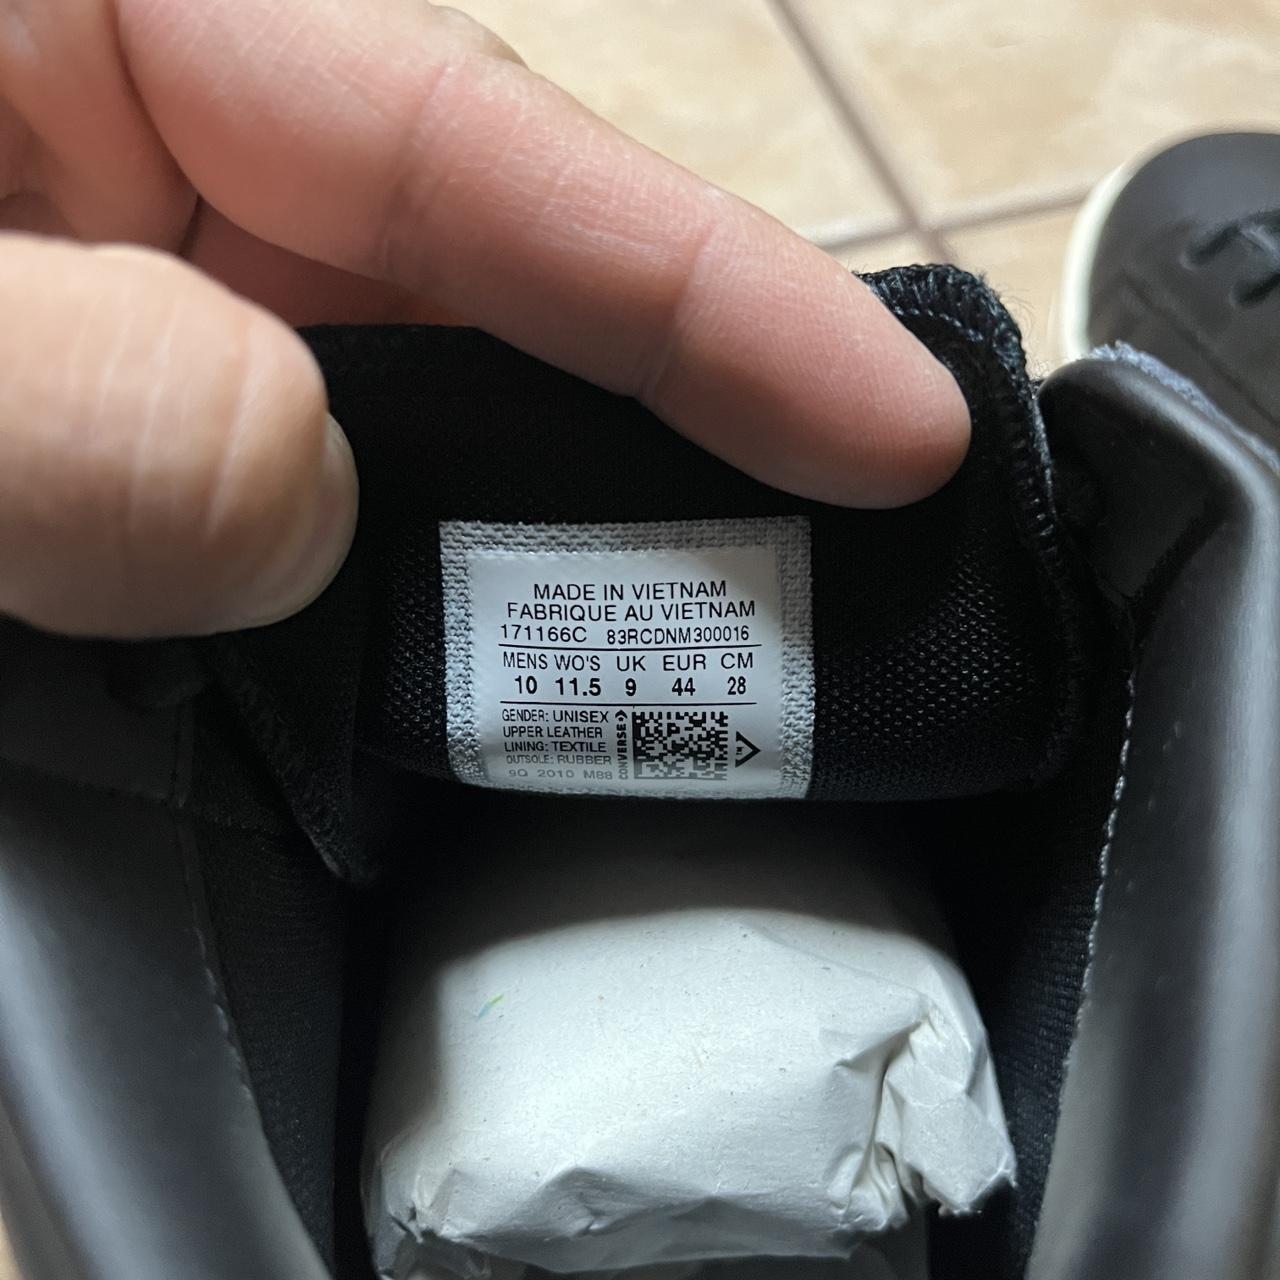 MADE IN VIETNAM
FABRIQUE AU VIETNAM
171166C 83RCDNM300016
MENS WO'S UK EUR CM
10 11.5 9 44 28
GENDER: UNISEX
UPPER LEATHER
LINING: TEXTILE
OUTSOLE: RUBBER
9Q 2010 M88
CONVERSE
TM